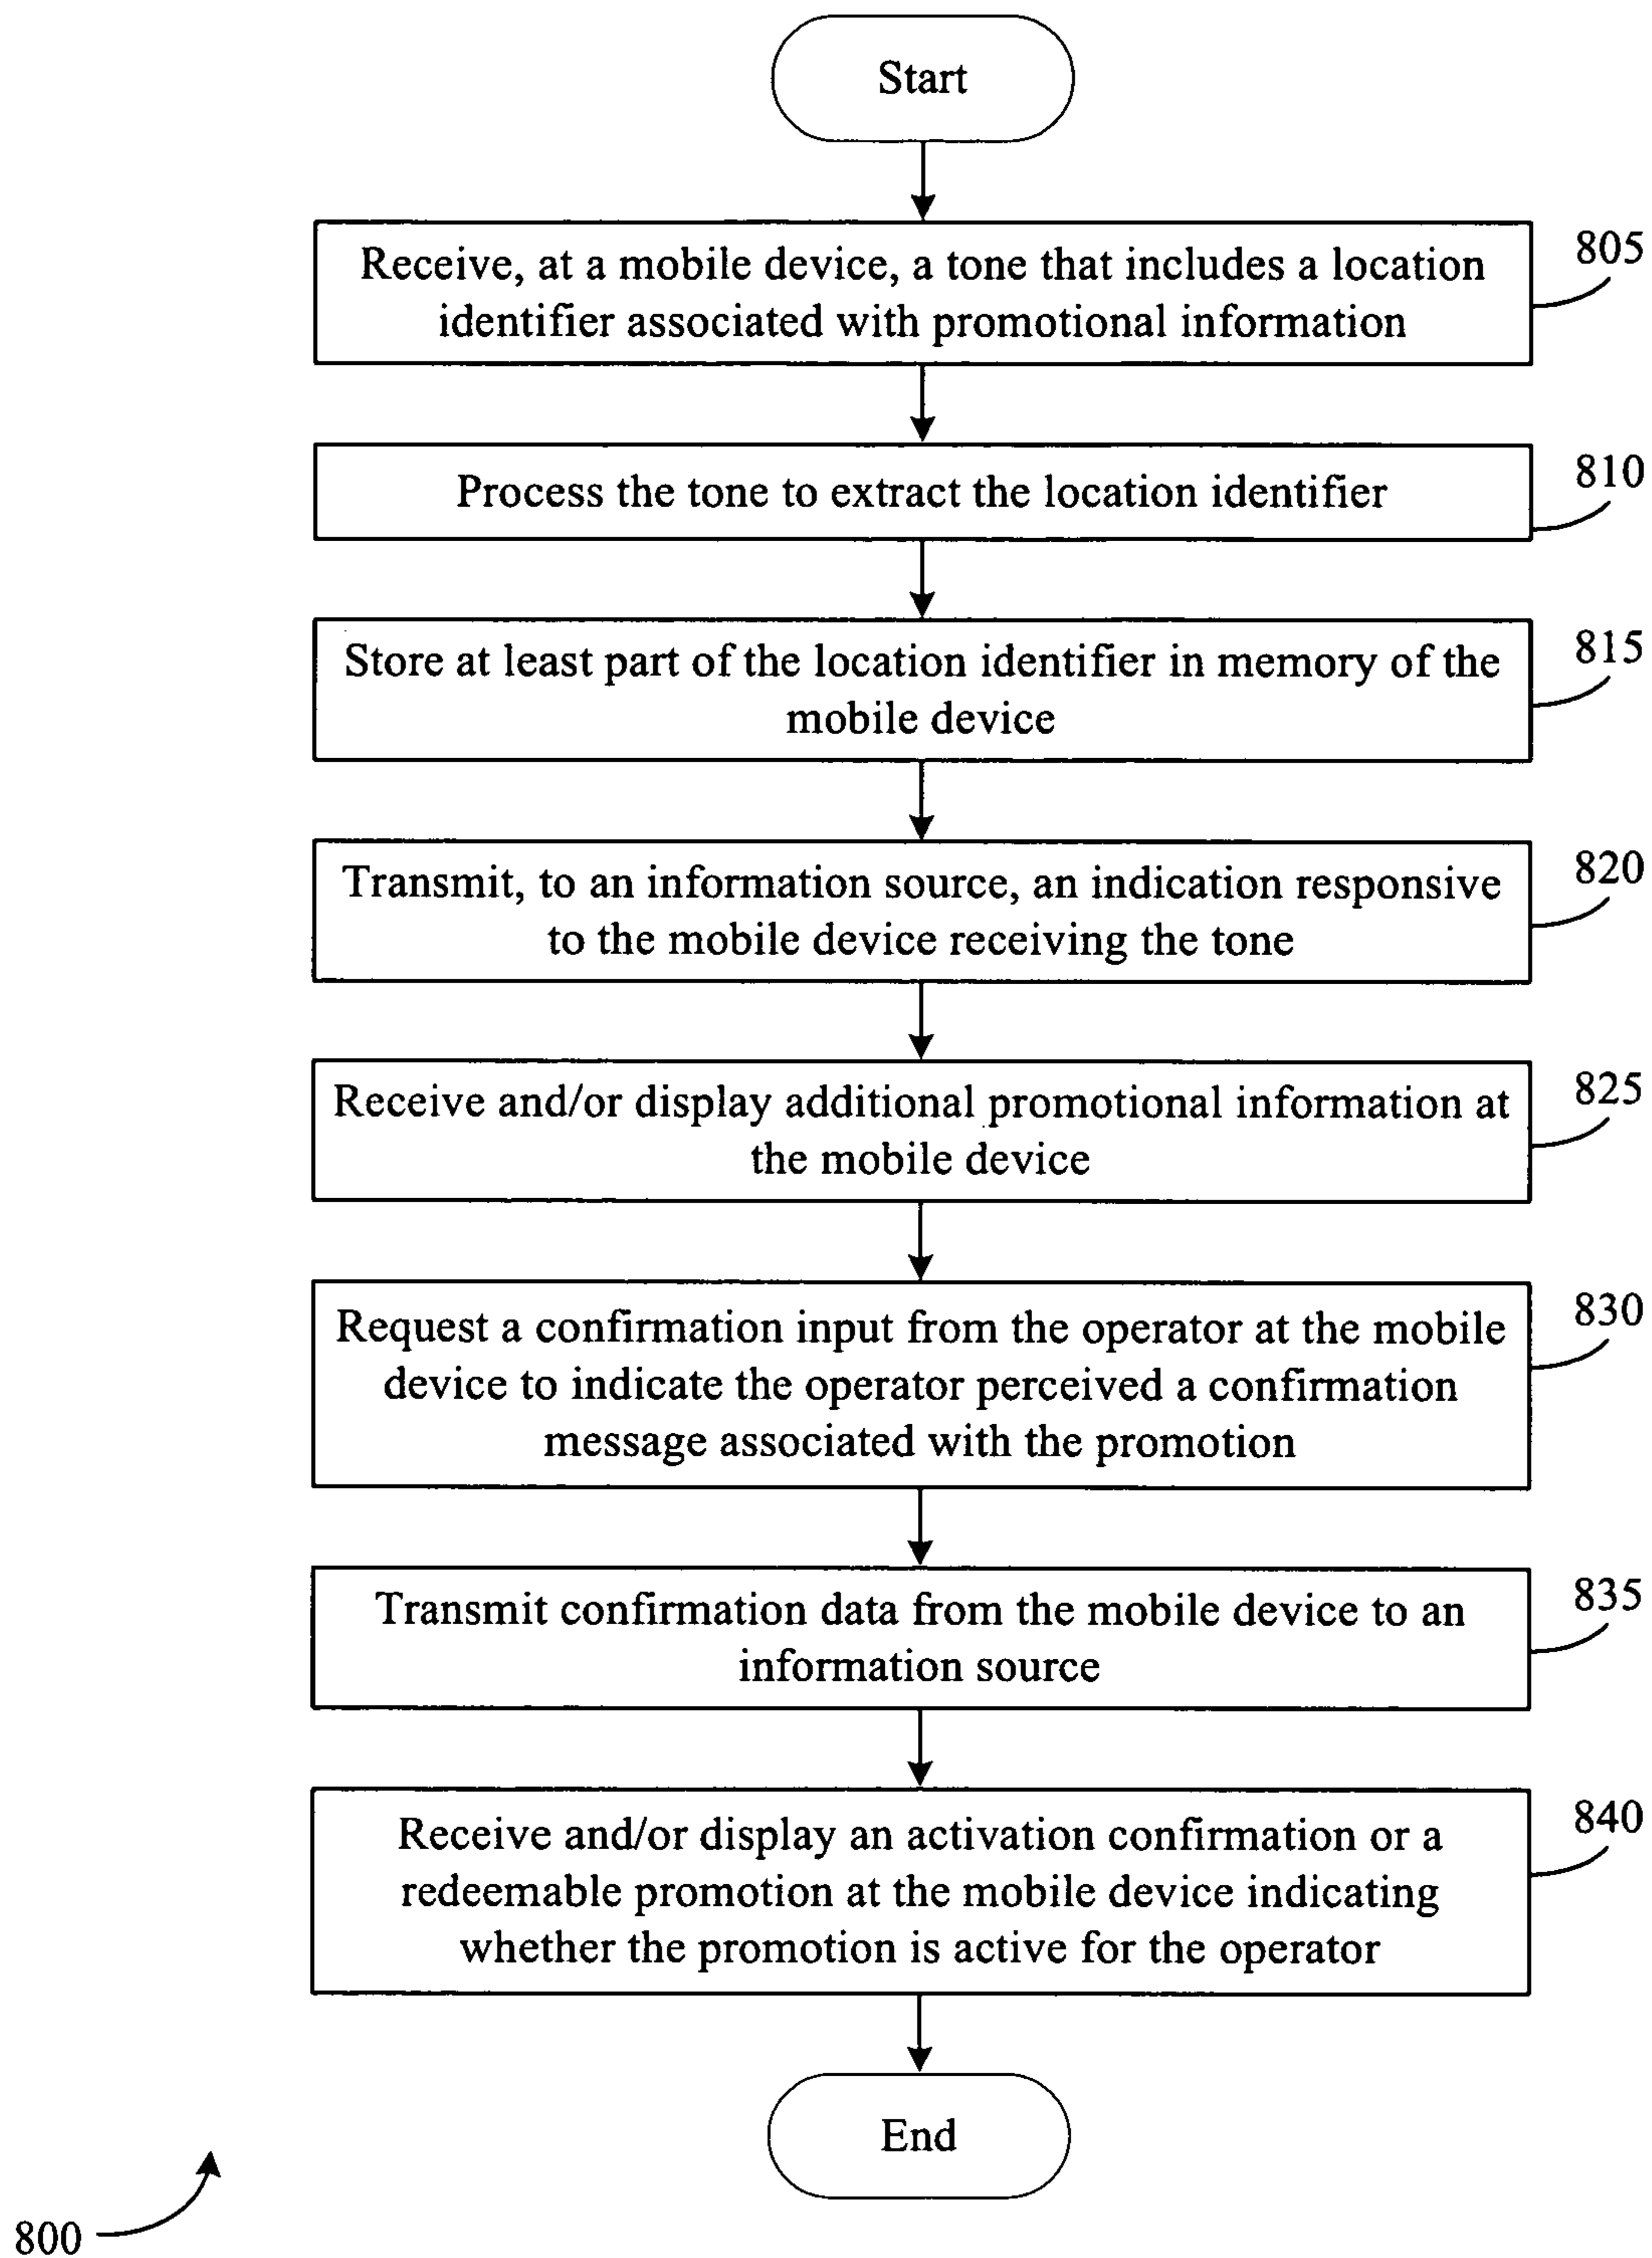 Start
Receive, at a mobile device, a tone that includes a location
identifier associated with promotional information
805
Process the tone to extract the location identifier
810
Store at least part of the location identifier in memory of the
mobile device
815
Transmit, to an information source, an indication responsive
to the mobile device receiving the tone
820
Receive and/or display additional promotional information at
the mobile device
825
Request a confirmation input from the operator at the mobile
device to indicate the operator perceived a confirmation
message associated with the promotion
830
Transmit confirmation data from the mobile device to an
information source
835
Receive and/or display an activation confirmation or a
redeemable promotion at the mobile device indicating
whether the promotion is active for the operator
840
End
800